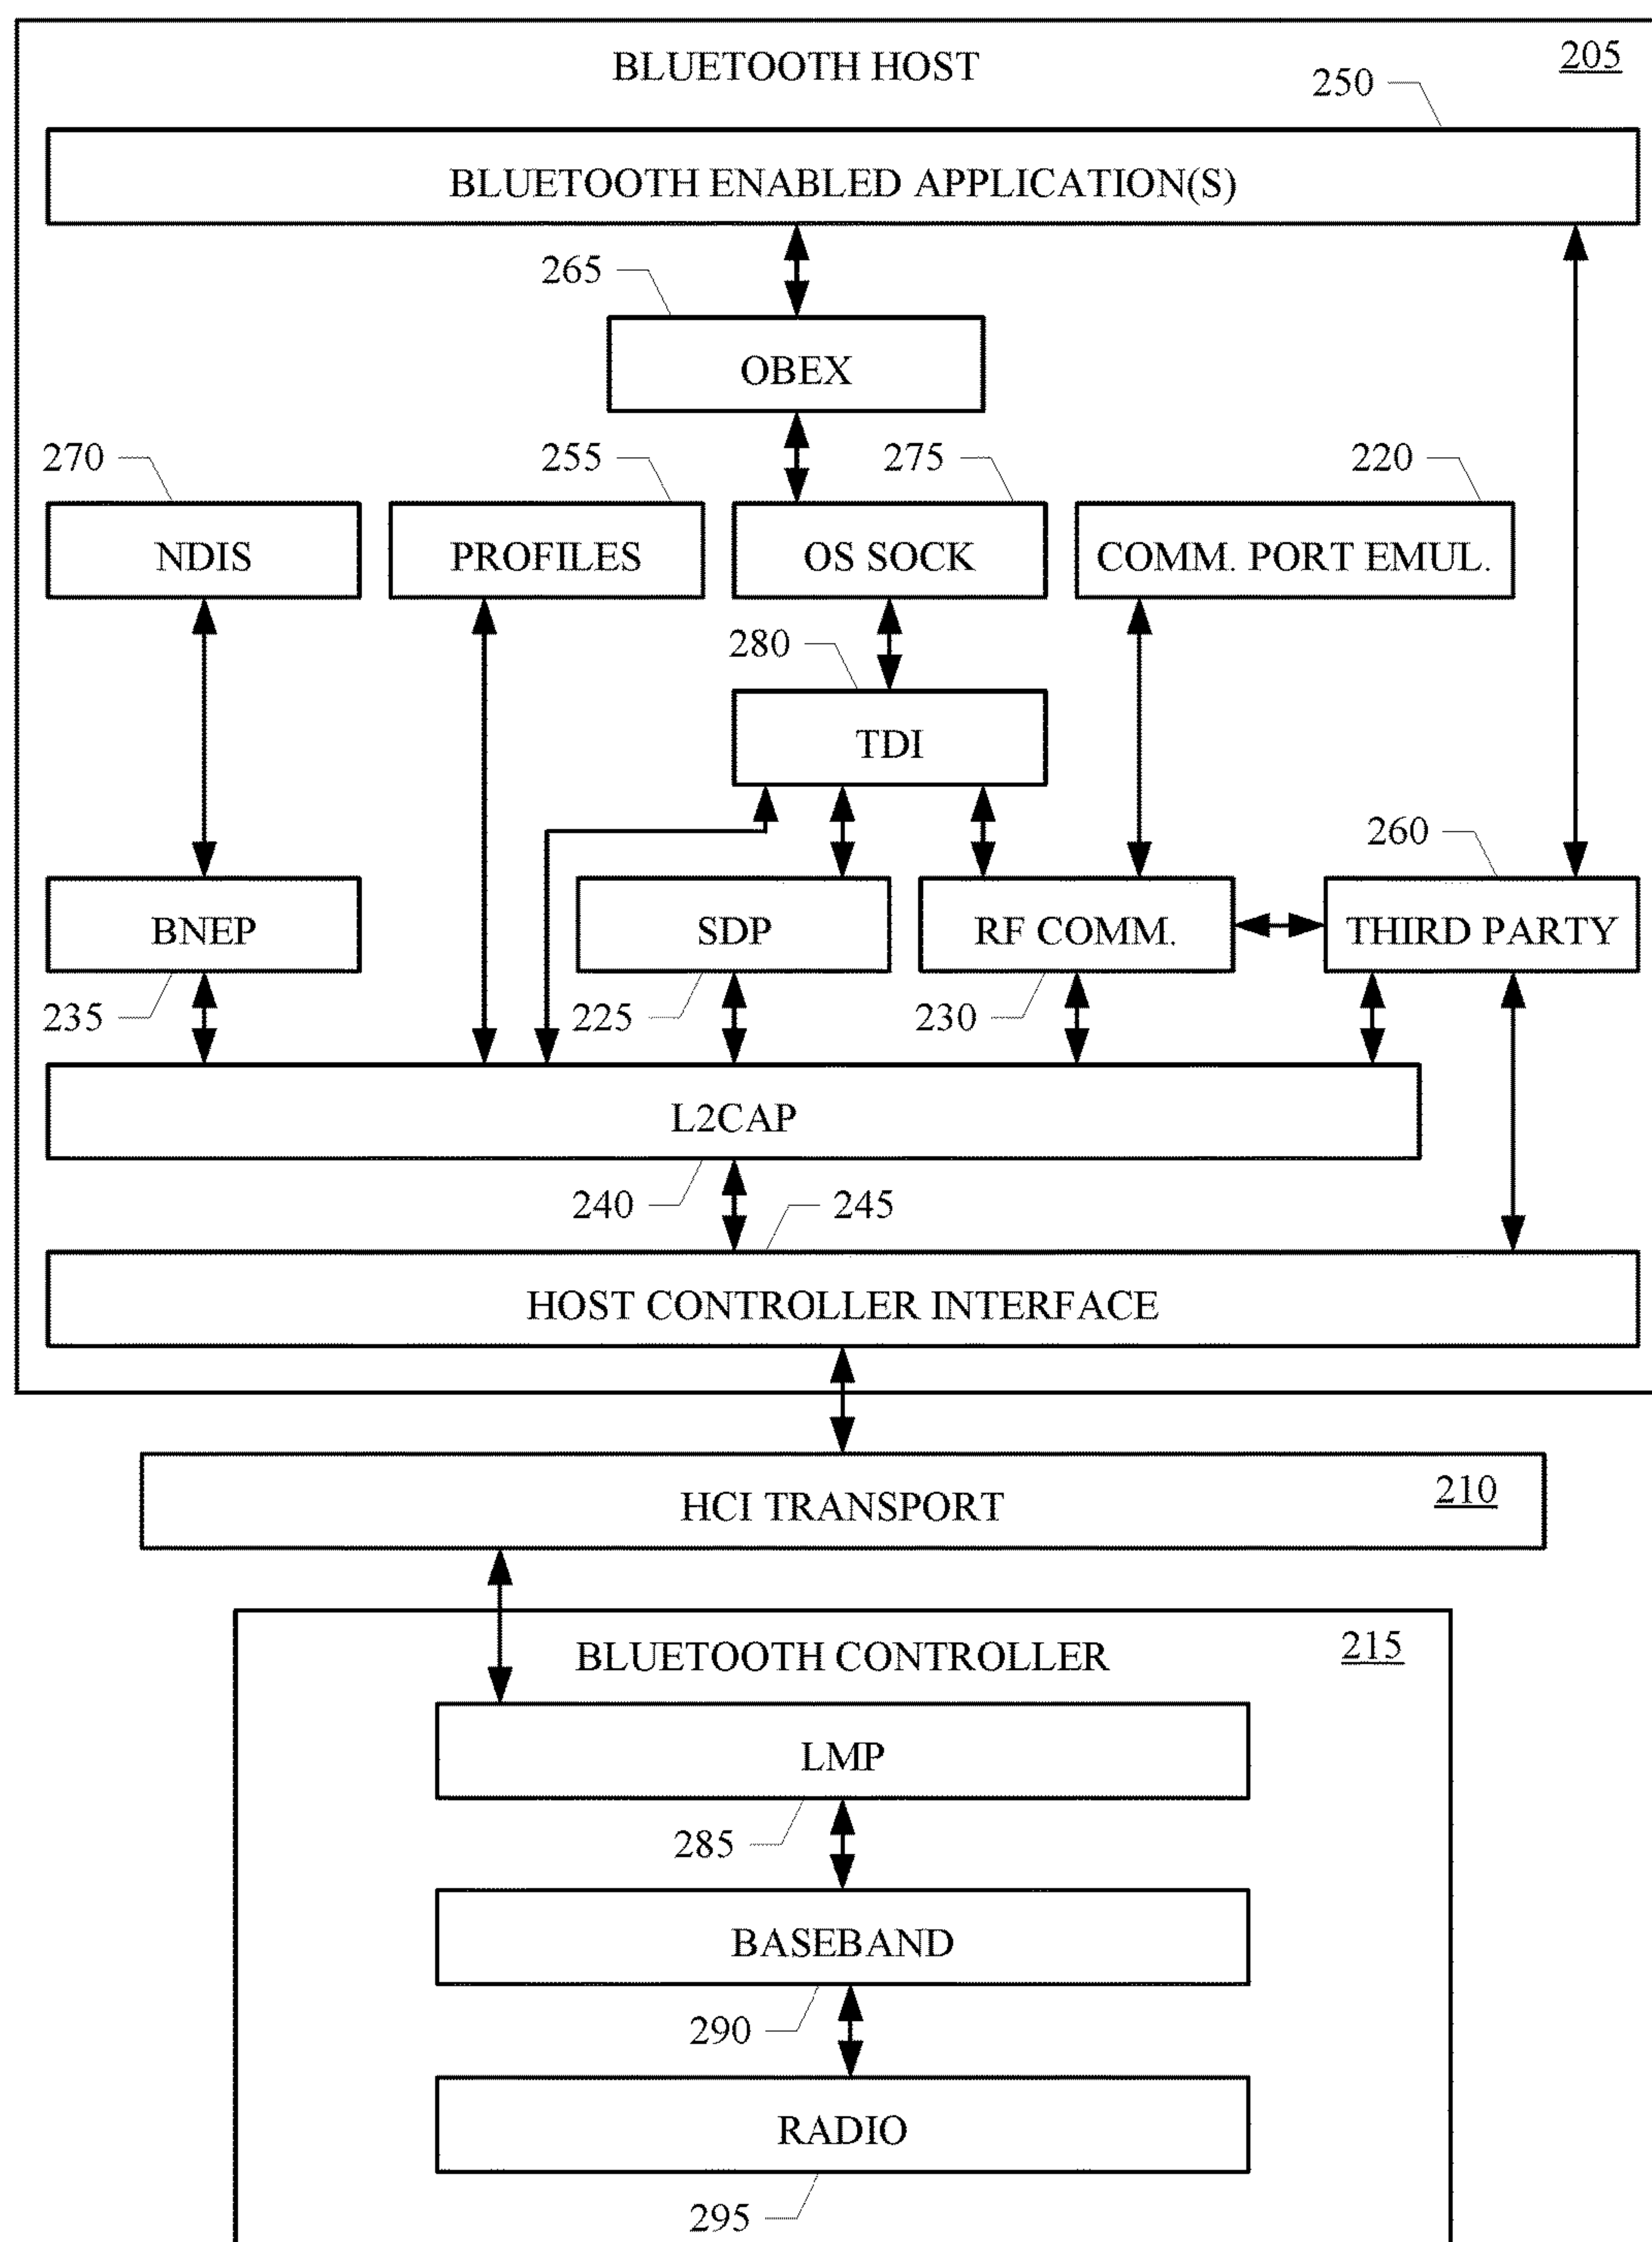 BLUETOOTH HOST
205
250
BLUETOOTH ENABLED APPLICATION(S)
265
OBEX
270
255
275
220
NDIS
PROFILES
OS SOCK
COMM. PORT EMUL.
280
TDI
260
BNEP
SDP
RF COMM.
THIRD PARTY
235
225
230
L2CAP
240
245
HOST CONTROLLER INTERFACE
HCI TRANSPORT
210
BLUETOOTH CONTROLLER
215
LMP
285
BASEBAND
290
RADIO
295